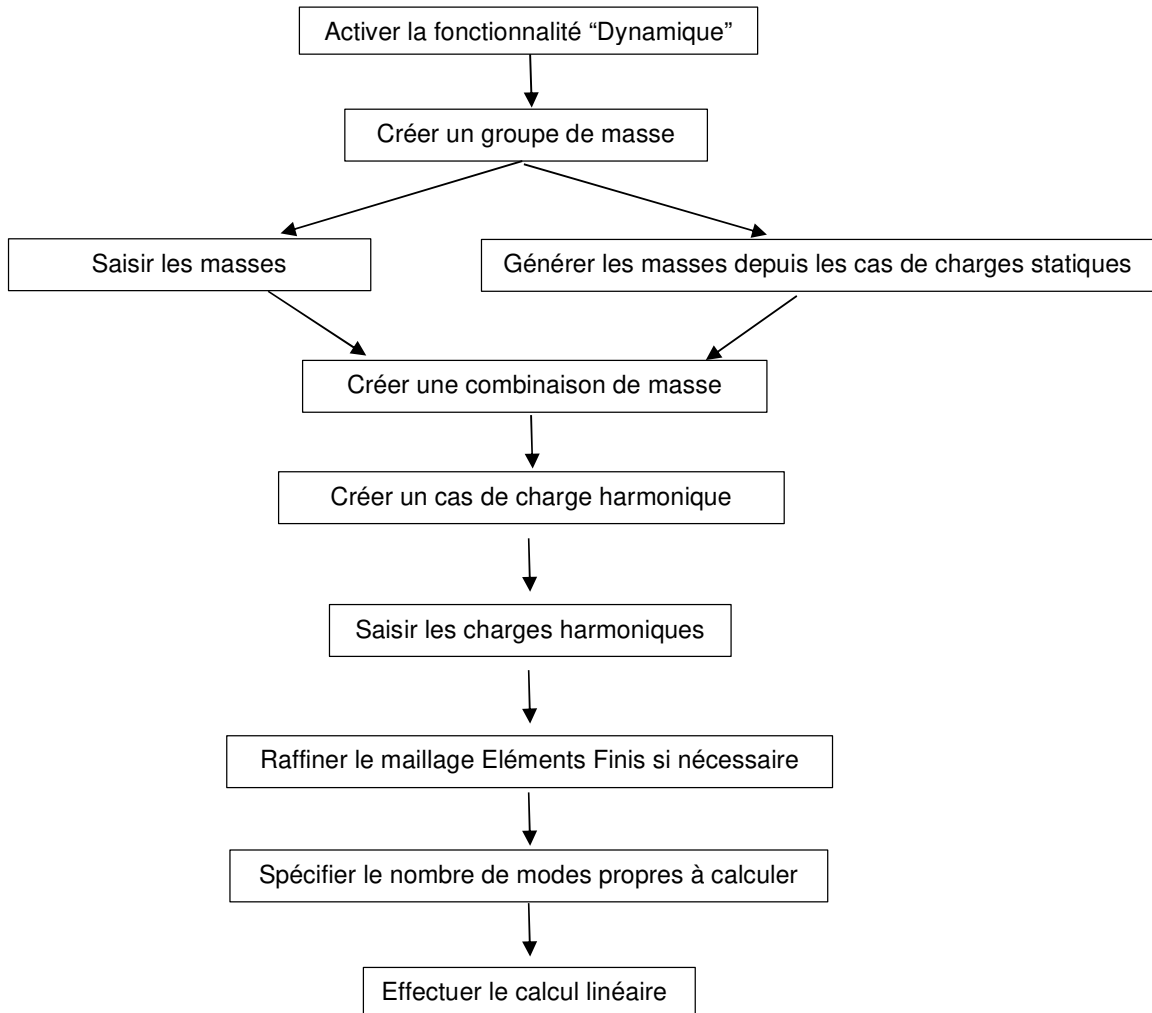 Activer la fonctionnalité “Dynamique”
Créer un groupe de masse
Saisir les masses
Générer les masses depuis les cas de charges statiques
Créer une combinaison de masse
Créer un cas de charge harmonique
Saisir les charges harmoniques
Raffiner le maillage Eléments Finis si nécessaire
Spécifier le nombre de modes propres à calculer
Effectuer le calcul linéaire